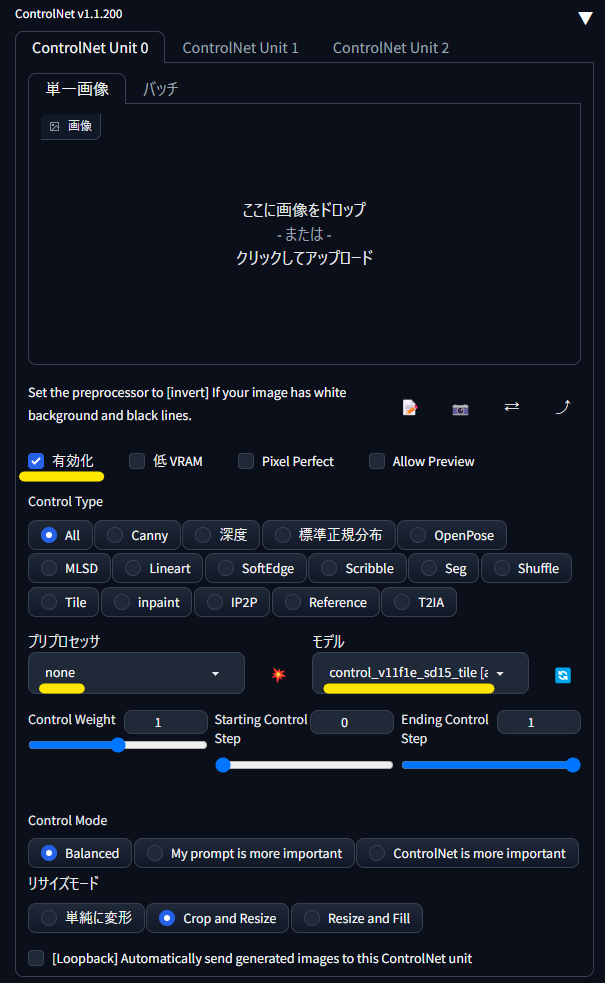 ControlNet v1.1.200
ControlNet Unit 0 ControlNet Unit 1 ControlNet Unit 2
単一画像 バッチ
画像
ここに画像をドロップ
- または -
クリックしてアップロード
Set the preprocessor to [invert] If your image has white
background and black lines.
有効化 低 VRAM Pixel Perfect Allow Preview
Control Type
All Canny 深度 標準正規分布 OpenPose
MLSD Lineart SoftEdge Scribble Seg Shuffle
Tile inpaint IP2P Reference T2IA
プリプロセッサ モデル
none control_v11f1e_sd15_tile [a
Control Weight 1 Starting Control 0 Ending Control 1
Step Step
Control Mode
Balanced My prompt is more important ControlNet is more important
リサイズモード
単純に変形 Crop and Resize Resize and Fill
[Loopback] Automatically send generated images to this ControlNet unit